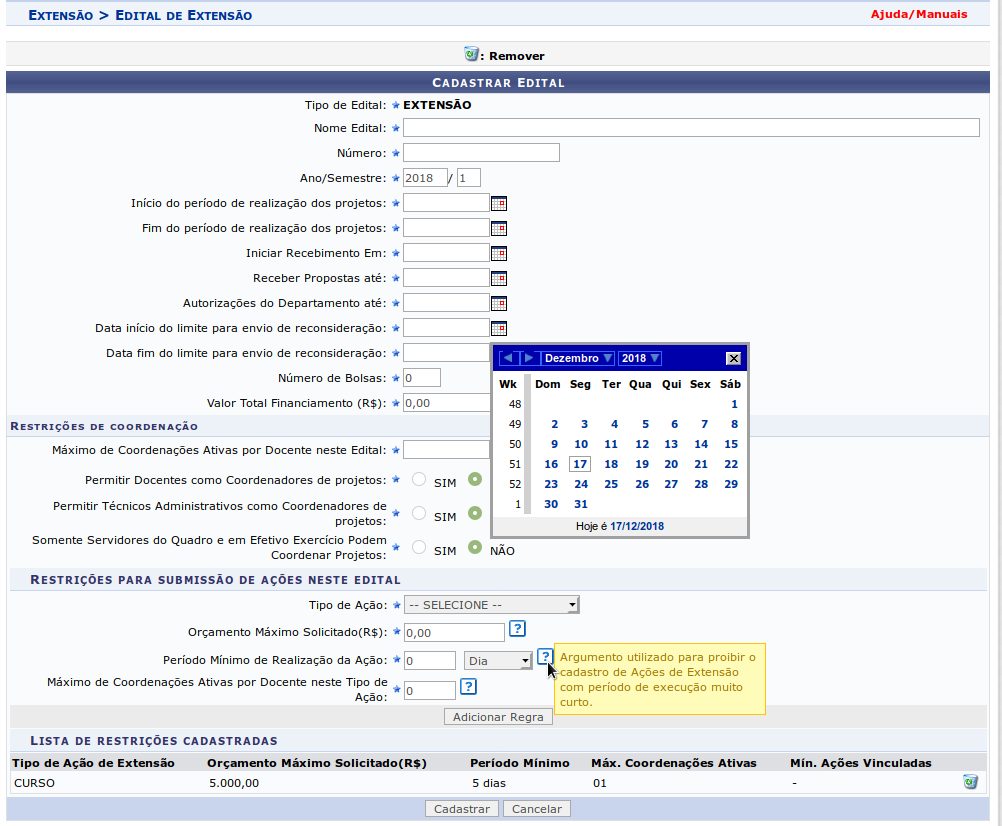 Extensão > Edital de Extensão
Ajuda/Manuais
: Remover
Cadastrar Edital
Tipo de Edital: EXTENSÃO
Nome Edital:
Número:
Ano/Semestre: 2018 / 1
Início do período de realização dos projetos:
Fim do período de realização dos projetos:
Iniciar Recebimento Em:
Receber Propostas até:
Autorizações do Departamento até:
Data início do limite para envio de reconsideração:
Data fim do limite para envio de reconsideração:
Número de Bolsas: 0
Valor Total Financiamento (R$): 0,00
Dezembro 2018 X
Wk Dom Seg Ter Qua Qui Sex Sáb
48 1
49 2 3 4 5 6 7 8
50 9 10 11 12 13 14 15
51 16 17 18 19 20 21 22
52 23 24 25 26 27 28 29
1 30 31
Hoje é 17/12/2018
Restrições de coordenação
Máximo de Coordenações Ativas por Docente neste Edital:
Permitir Docentes como Coordenadores de projetos: SIM
Permitir Técnicos Administrativos como Coordenadores de
projetos: SIM
Somente Servidores do Quadro e em Efetivo Exercício Podem
Coordenar Projetos: SIM NÃO
Restrições para submissão de ações neste edital
Tipo de Ação: -- SELECIONE --
Orçamento Máximo Solicitado(R$): 0,00 ?
Período Mínimo de Realização da Ação: 0 Dia ?
Argumento utilizado para proibir o
cadastro de Ações de Extensão
com período de execução muito
curto.
Máximo de Coordenações Ativas por Docente neste Tipo de
Ação: 0 ?
Adicionar Regra
Lista de restrições cadastradas
Tipo de Ação de Extensão Orçamento Máximo Solicitado(R$) Período Mínimo Máx. Coordenações Ativas Mín. Ações Vinculadas
CURSO 5.000,00 5 dias 01 -
Cadastrar Cancelar